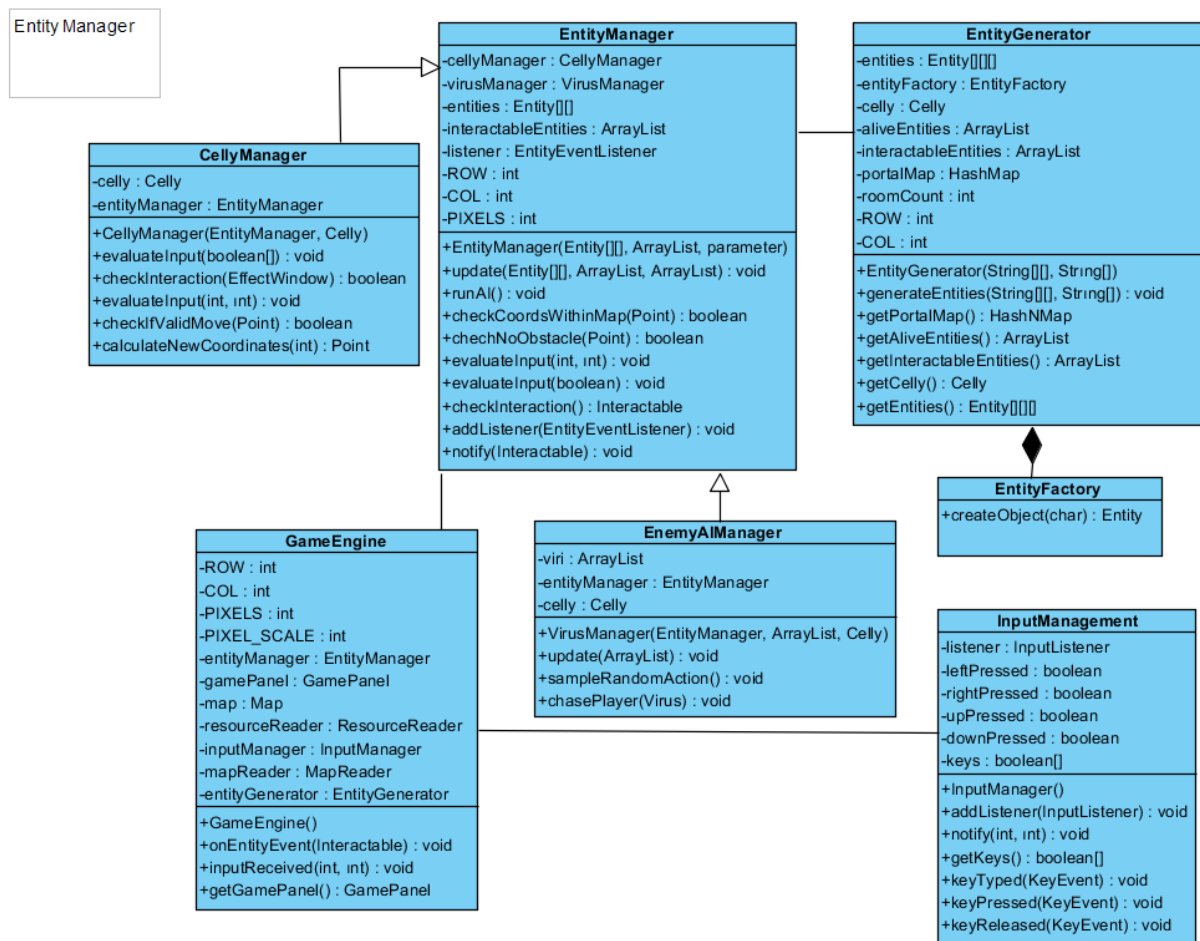 Entity Manager
EntityManager
-cellyManager : CellyManager
-virusManager : VirusManager
-entities : Entity[][]
-interactableEntities : ArrayList
-listener : EntityEventListener
-ROW : int
-COL : int
-PIXELS : int
+EntityManager(Entity[][], ArrayList, parameter)
+update(Entity[][], ArrayList, ArrayLıst) : void
+runAI() : void
+checkCoordsWithinMap(Point) : boolean
+chechNoObstacle(Point) : boolean
+evaluateInput(int, ınt) : void
+evaluateInput(boolean) : void
+checkInteraction() : Interactable
+addListener(EntityEventListener) : void
+notify(Interactable) : void
EntityGenerator
-entities : Entity[][][]
-entityFactory : EntityFactory
-celly : Celly
-aliveEntities : ArrayList
-interactableEntities : ArrayList
-portalMap : HashMap
-roomCount : int
-ROW : int
-COL : int
+EntityGenerator(String[][], Strıng[])
+generateEntities(String[][], Strıng[]) : void
+getPortalMap() : HashNMap
+getAliveEntities() : ArrayList
+getInteractableEntities() : ArrayList
+getCelly() : Celly
+getEntities() : Entity[][][]
CellyManager
-celly : Celly
-entityManager : EntityManager
+CellyManager(EntityManager, Celly)
+evaluateInput(boolean[]) : void
+checkInteraction(EffectWindow) : boolean
+evaluateInput(int, ınt) : void
+checkIfValidMove(Point) : boolean
+calculateNewCoordinates(int) : Point
EntityFactory
+createObject(char) : Entity
GameEngine
-ROW : int
-COL : int
-PIXELS : int
-PIXEL_SCALE : int
-entityManager : EntityManager
-gamePanel : GamePanel
-map : Map
-resourceReader : ResourceReader
-inputManager : InputManager
-mapReader : MapReader
-entityGenerator : EntityGenerator
+GameEngine()
+onEntityEvent(Interactable) : void
+inputReceived(int, ınt) : void
+getGamePanel() : GamePanel
EnemyAIManager
-viri : ArrayList
-entityManager : EntityManager
-celly : Celly
+VirusManager(EntityManager, ArrayList, Celly)
+update(ArrayList) : void
+sampleRandomAction() : void
+chasePlayer(Virus) : void
InputManagement
-listener : InputListener
-leftPressed : boolean
-rightPressed : boolean
-upPressed : boolean
-downPressed : boolean
-keys : boolean[]
+InputManager()
+addListener(InputListener) : void
+notify(int, ınt) : void
+getKeys() : boolean[]
+keyTyped(KeyEvent) : void
+keyPressed(KeyEvent) : void
+keyReleased(KeyEvent) : void